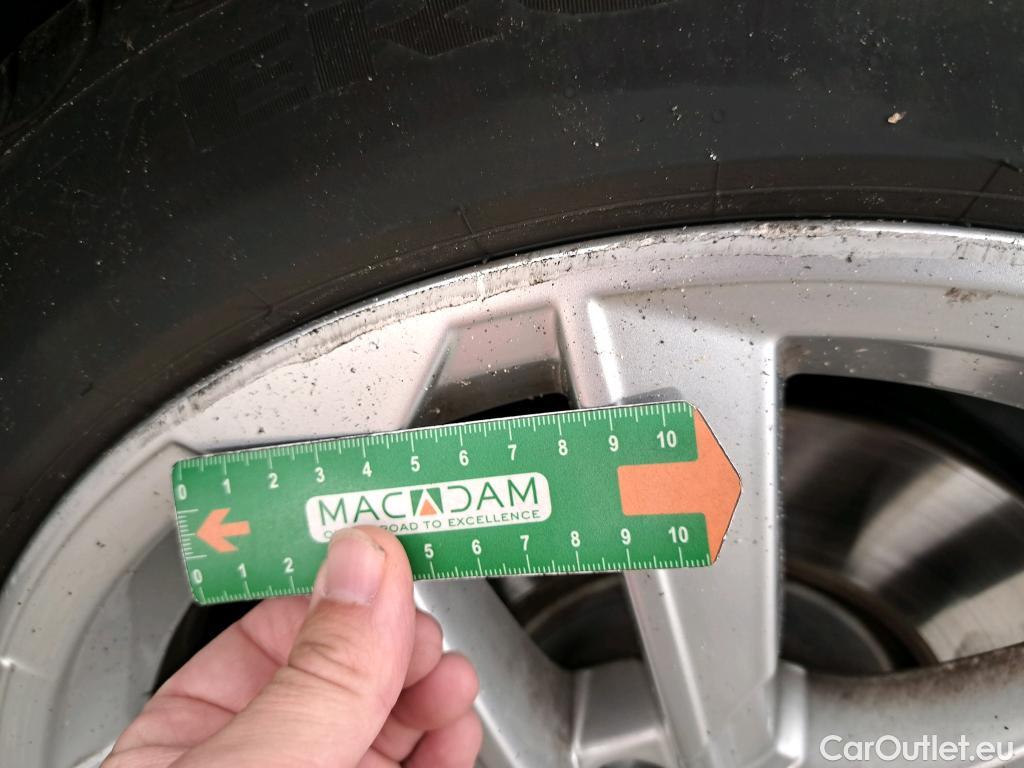 0 1 2 3 4 5 6 7 8 9 10
MACADAM
ROAD TO EXCELLENCE
0 1 2 5 6 7 8 9 10
CarOutlet.eu